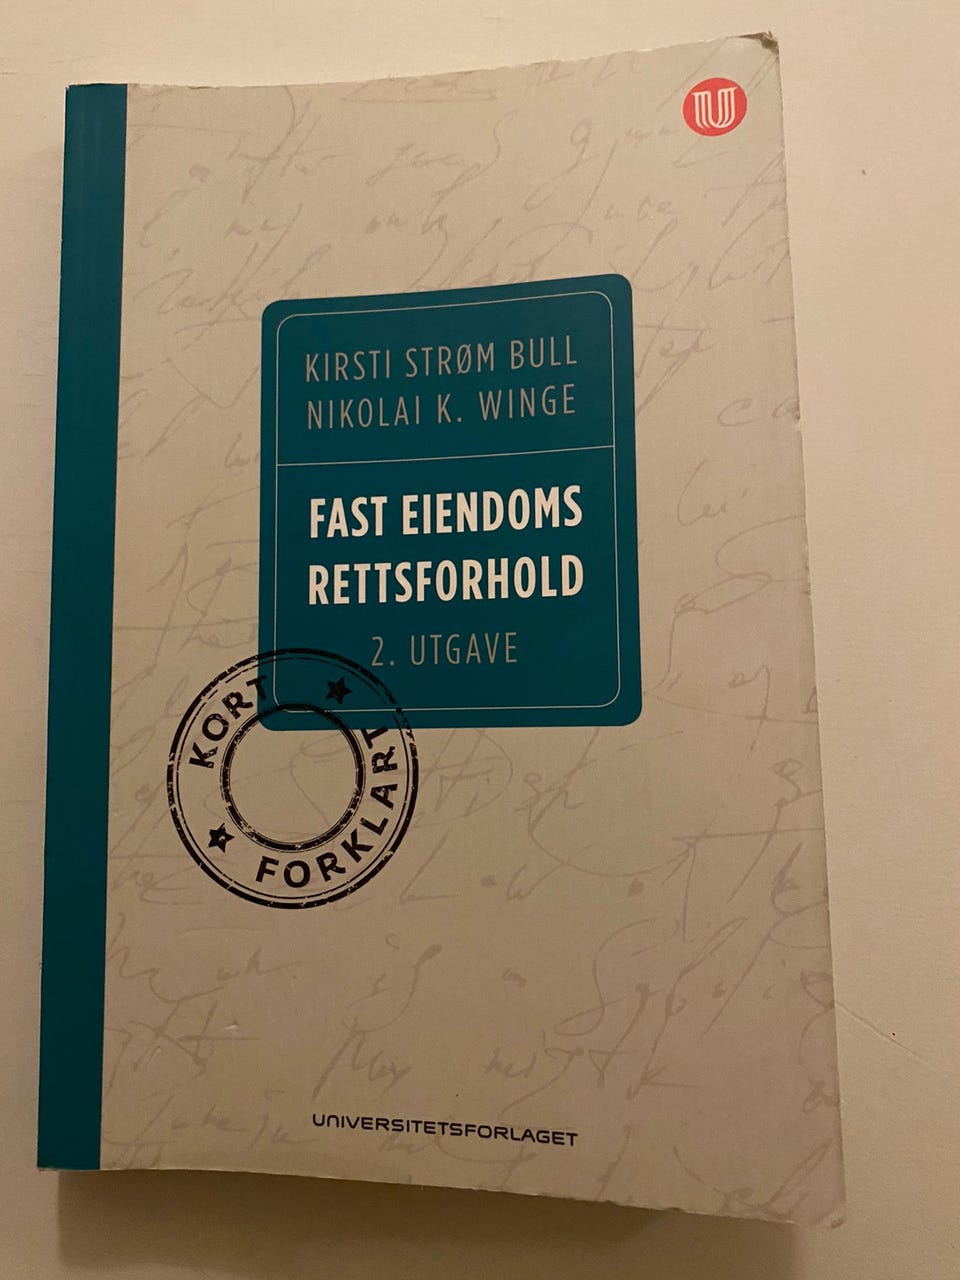 U
KIRSTI STRØM BULL
NIKOLAI K. WINGE
FAST EIENDOMS
RETTSFORHOLD
2. UTGAVE
KORT
FORKLART
UNIVERSITETSFORLAGET